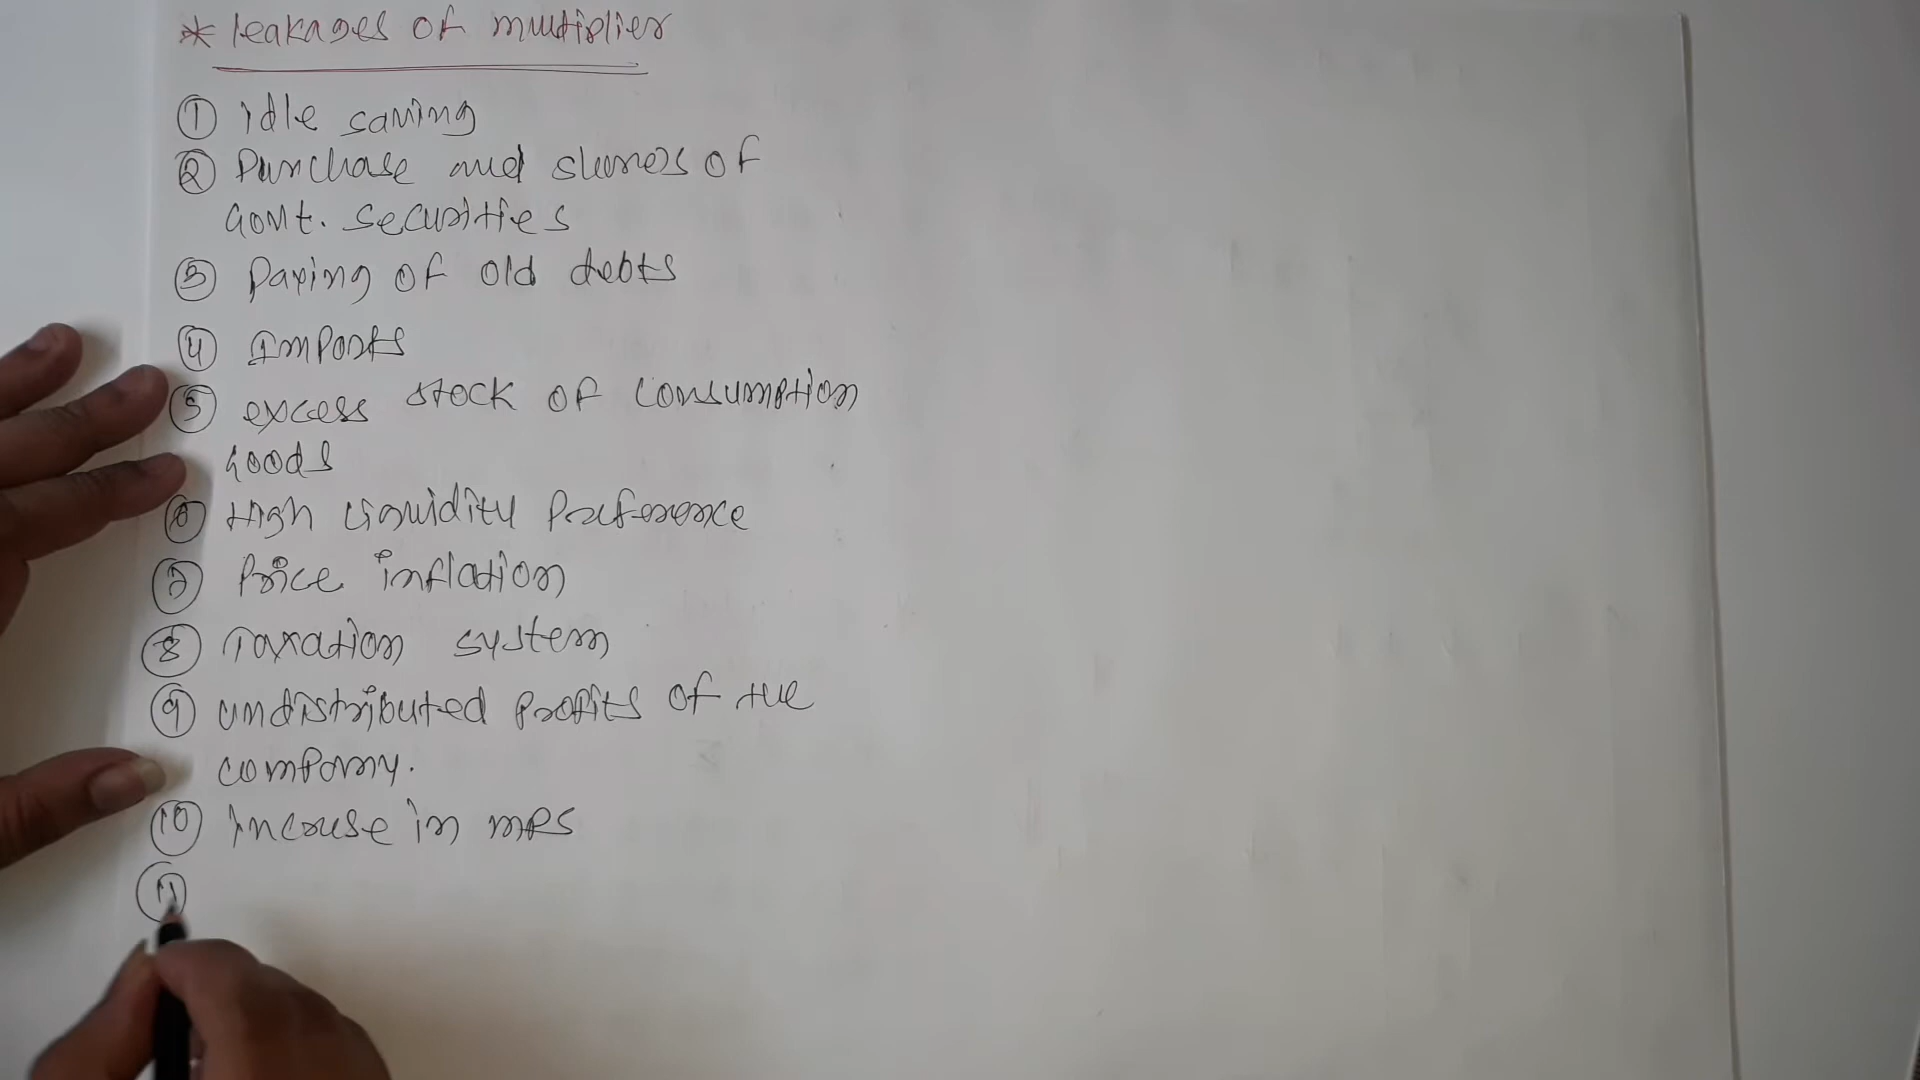 * leakages of multiplier
① idle saving
② Purchase and shares of
Govt. securities
③ Paying of old debts
④ Imports
⑤ excess stock of consumption
goods
⑥ High liquidity Preference
⑦ Price inflation
⑧ Taxation system
⑨ undistributed profits of the
company.
⑩ increase in MPS
⑪